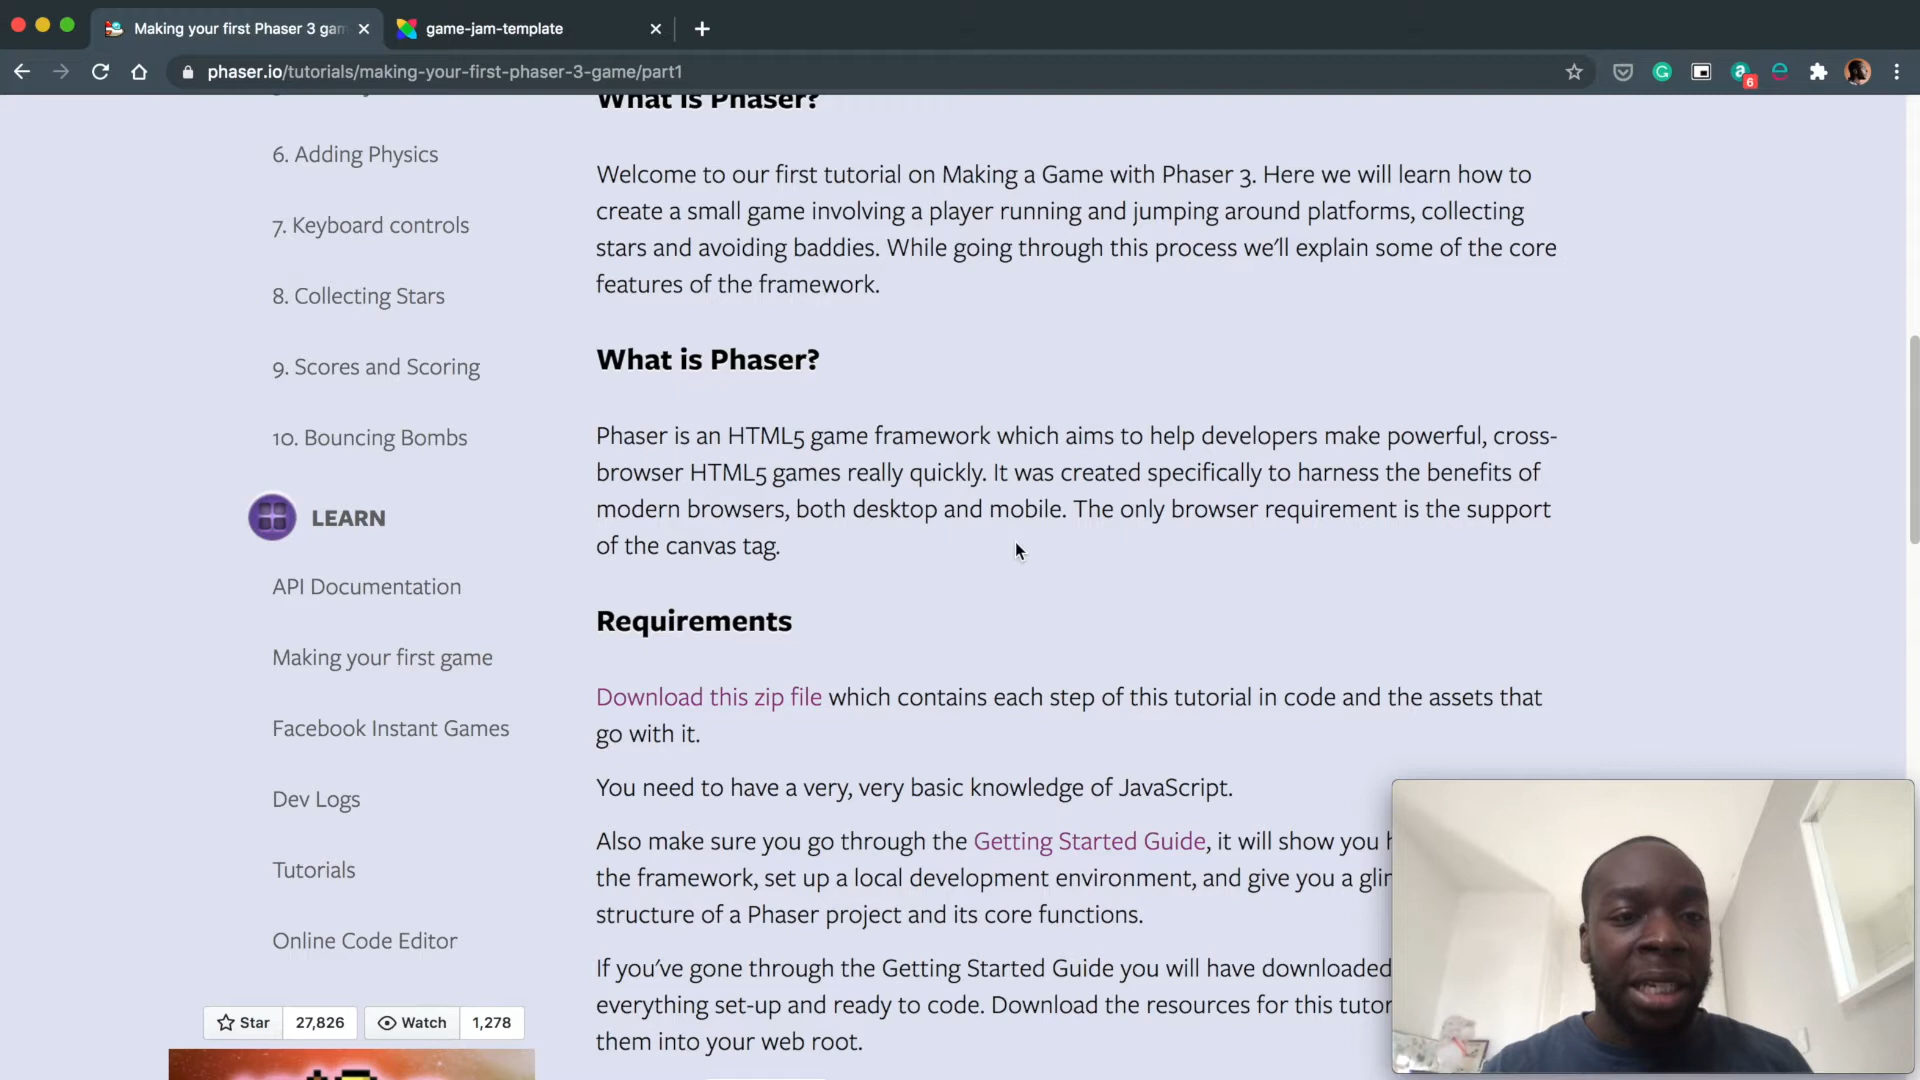 Making your first Phaser 3 gam
game-jam-template
phaser.io/tutorials/making-your-first-phaser-3-game/part1
6
6. Adding Physics
7. Keyboard controls
8. Collecting Stars
9. Scores and Scoring
10. Bouncing Bombs
LEARN
API Documentation
Making your first game
Facebook Instant Games
Dev Logs
Tutorials
Online Code Editor
Star 27,826 Watch 1,278
What is Phaser?
Welcome to our first tutorial on Making a Game with Phaser 3. Here we will learn how to
create a small game involving a player running and jumping around platforms, collecting
stars and avoiding baddies. While going through this process we'll explain some of the core
features of the framework.
What is Phaser?
Phaser is an HTML5 game framework which aims to help developers make powerful, cross-
browser HTML5 games really quickly. It was created specifically to harness the benefits of
modern browsers, both desktop and mobile. The only browser requirement is the support
of the canvas tag.
Requirements
Download this zip file which contains each step of this tutorial in code and the assets that
go with it.
You need to have a very, very basic knowledge of JavaScript.
Also make sure you go through the Getting Started Guide, it will show you
the framework, set up a local development environment, and give you a
structure of a Phaser project and its core functions.
If you've gone through the Getting Started Guide you will have downloaded
everything set-up and ready to code. Download the resources for this
them into your web root.